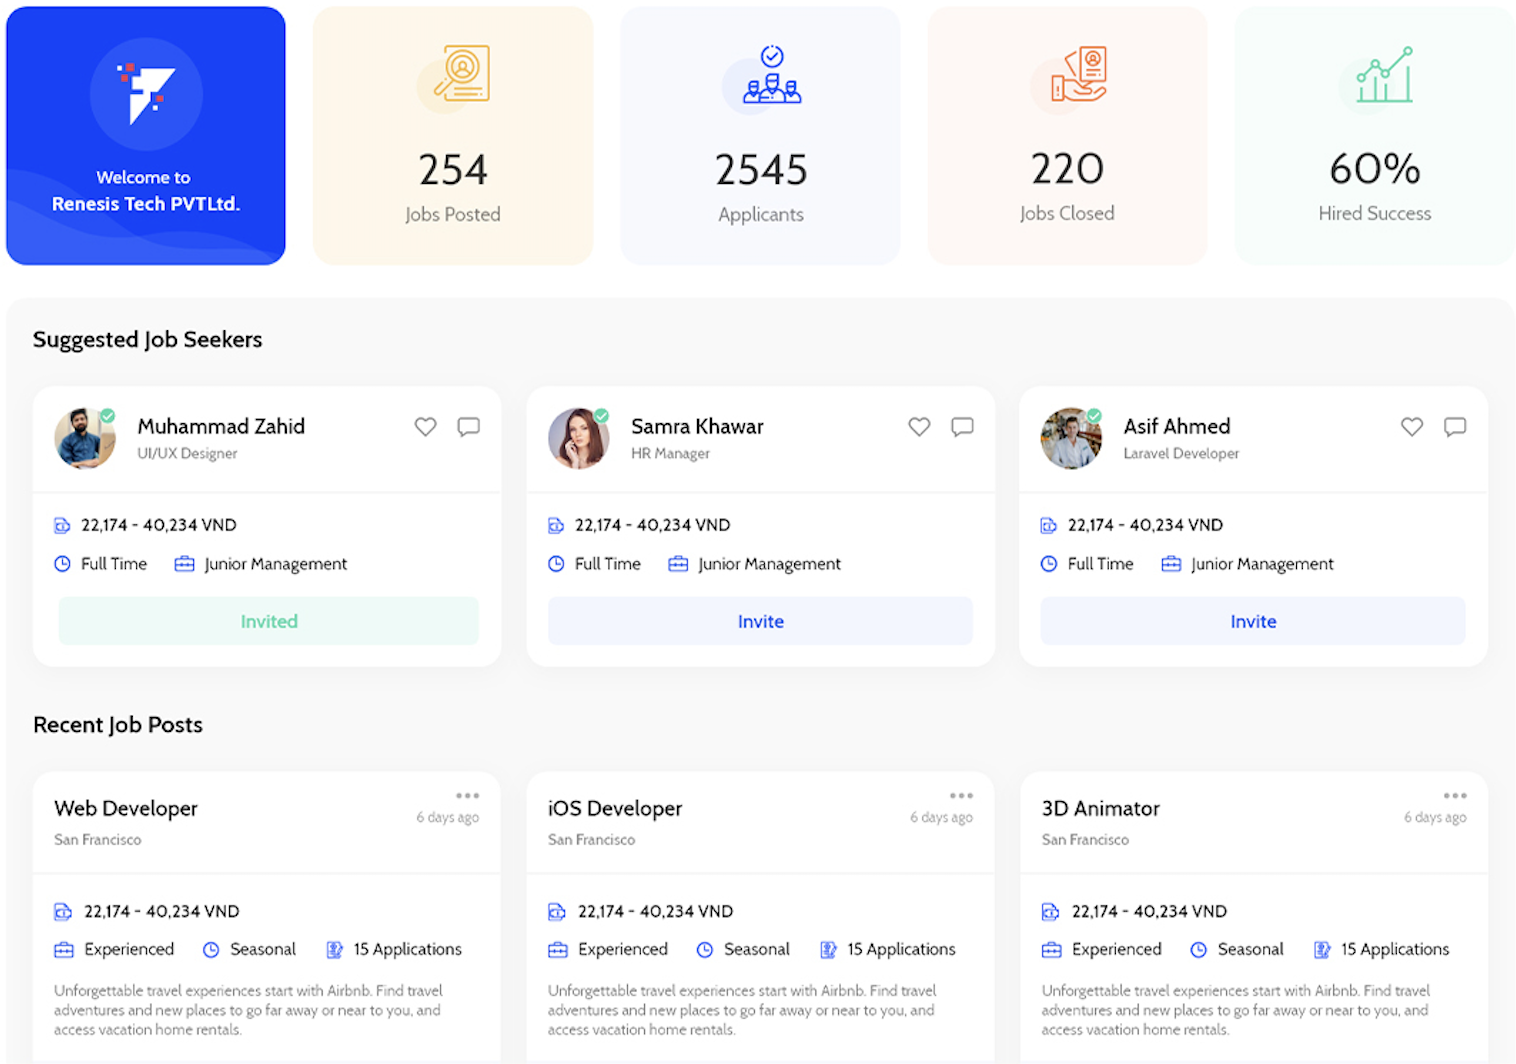 Welcome to
Renesis Tech PVTLtd.
254
Jobs Posted
2545
Applicants
220
Jobs Closed
60%
Hired Success
Suggested Job Seekers
Muhammad Zahid
UI/UX Designer
22,174 - 40,234 VND
Full Time Junior Management
Invited
Samra Khawar
HR Manager
22,174 - 40,234 VND
Full Time Junior Management
Invite
Asif Ahmed
Laravel Developer
22,174 - 40,234 VND
Full Time Junior Management
Invite
Recent Job Posts
Web Developer
6 days ago
San Francisco
22,174 - 40,234 VND
Experienced Seasonal 15 Applications
Unforgettable travel experiences start with Airbnb. Find travel
adventures and new places to go far away or near to you, and
access vacation home rentals.
iOS Developer
6 days ago
San Francisco
22,174 - 40,234 VND
Experienced Seasonal 15 Applications
Unforgettable travel experiences start with Airbnb. Find travel
adventures and new places to go far away or near to you, and
access vacation home rentals.
3D Animator
6 days ago
San Francisco
22,174 - 40,234 VND
Experienced Seasonal 15 Applications
Unforgettable travel experiences start with Airbnb. Find travel
adventures and new places to go far away or near to you, and
access vacation home rentals.